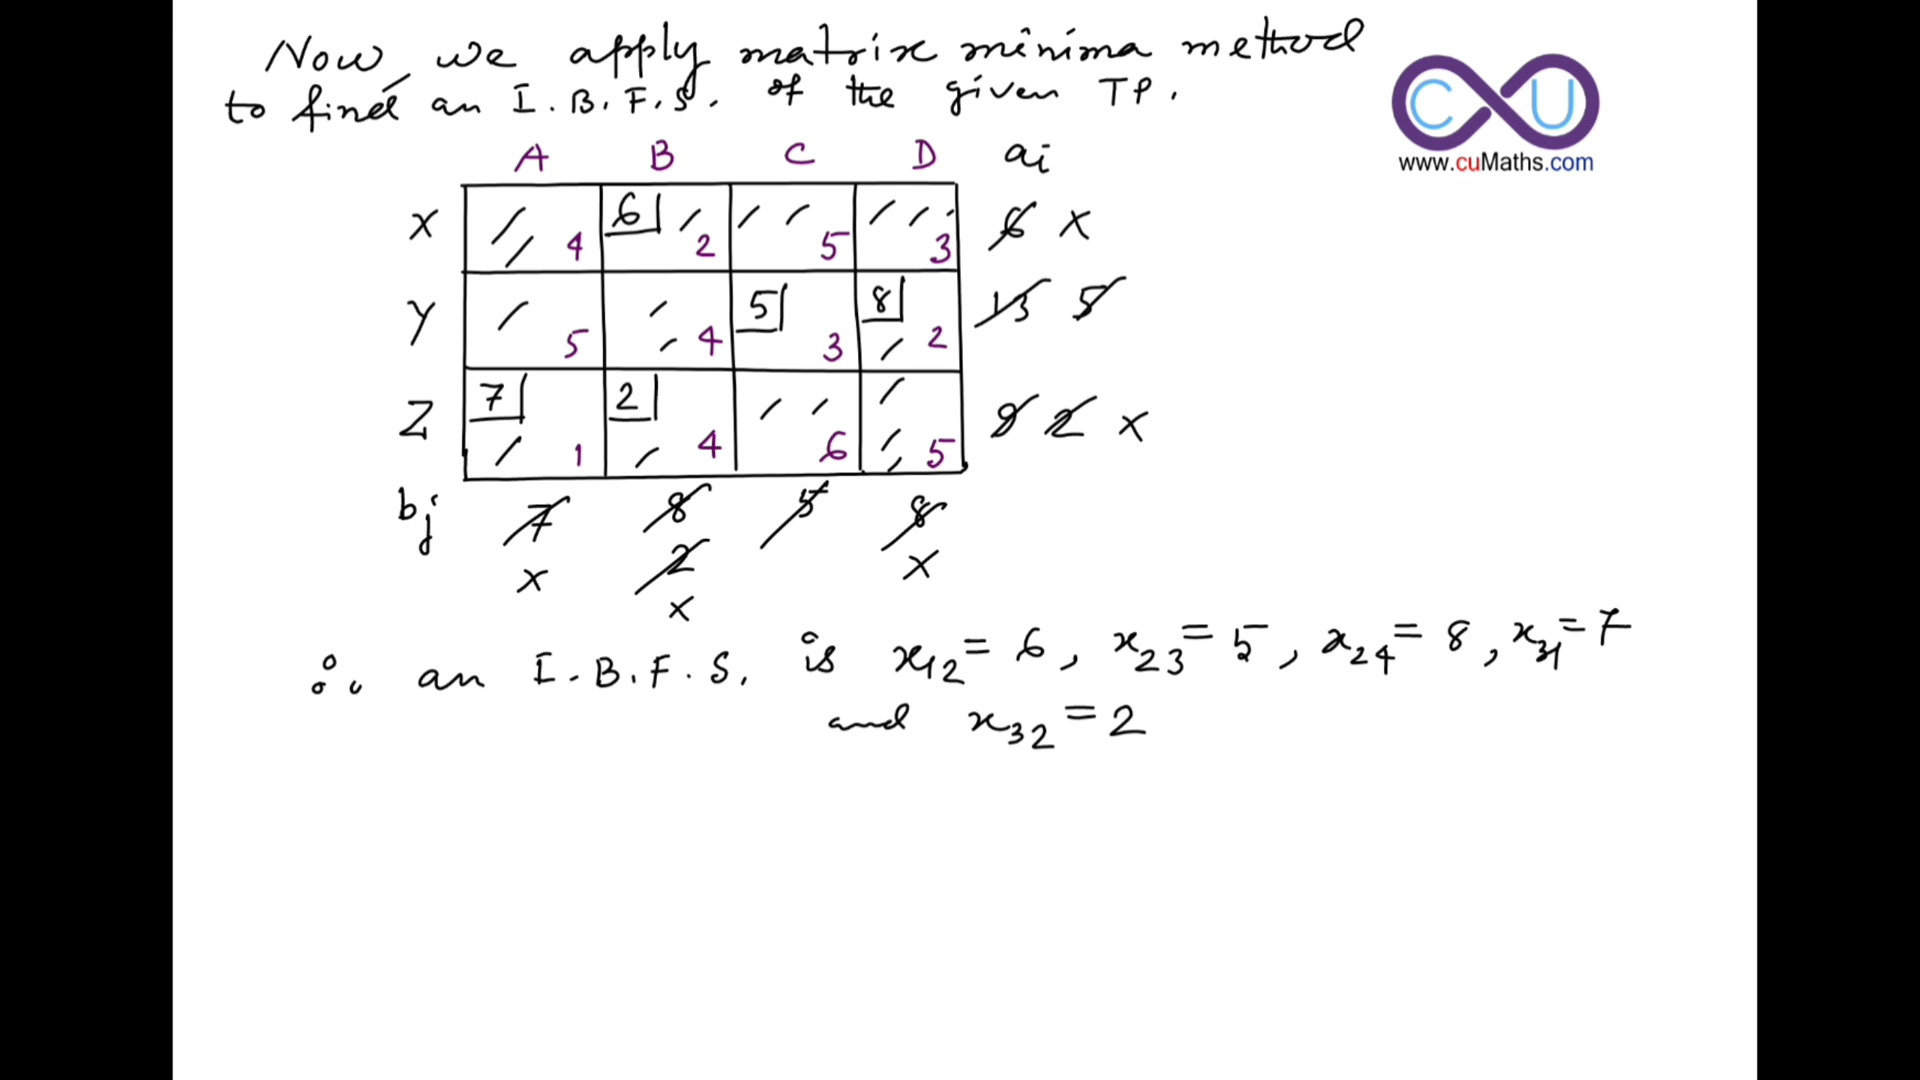 Now we apply matrix minima method
to find an I.B.F.S. of the given TP.
CU
www.cuMaths.com
A B C D ai
X 4 6 2 5 3 6 x
Y 5 4 5 3 8 2 13 5
Z 7 1 2 4 6 5 9 2 x
bj 7 8 5 8
x 2 x
x
∴ an I.B.F.S. is x12 = 6, x23 = 5, x24 = 8, x31 = 7
and x32 = 2